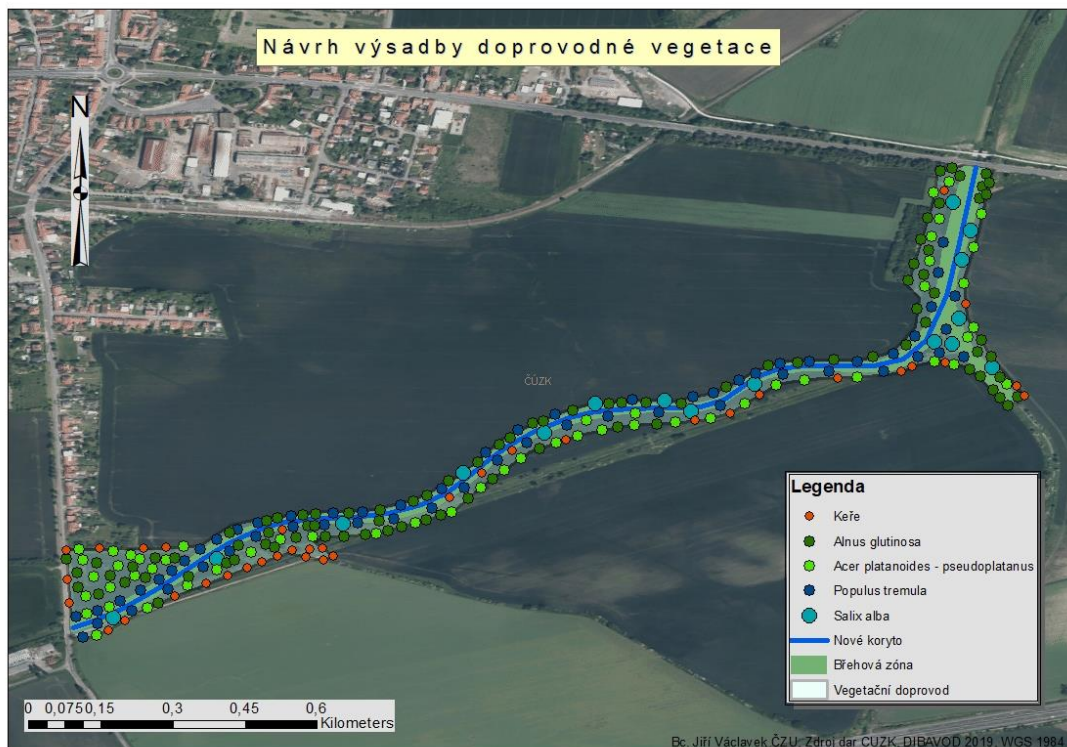 Návrh výsadby doprovodné vegetace
N
ČÚZK
Legenda
Keře
Alnus glutinosa
Acer platanoides - pseudoplatanus
Populus tremula
Salix alba
Nové koryto
Břehová zóna
Vegetační doprovod
0 0,075 0,15 0,3 0,45 0,6
Kilometers
Bc. Jiří Václavek ČZU, Zdroj dar ČÚZK, DIBAVOD 2019, WGS 1984